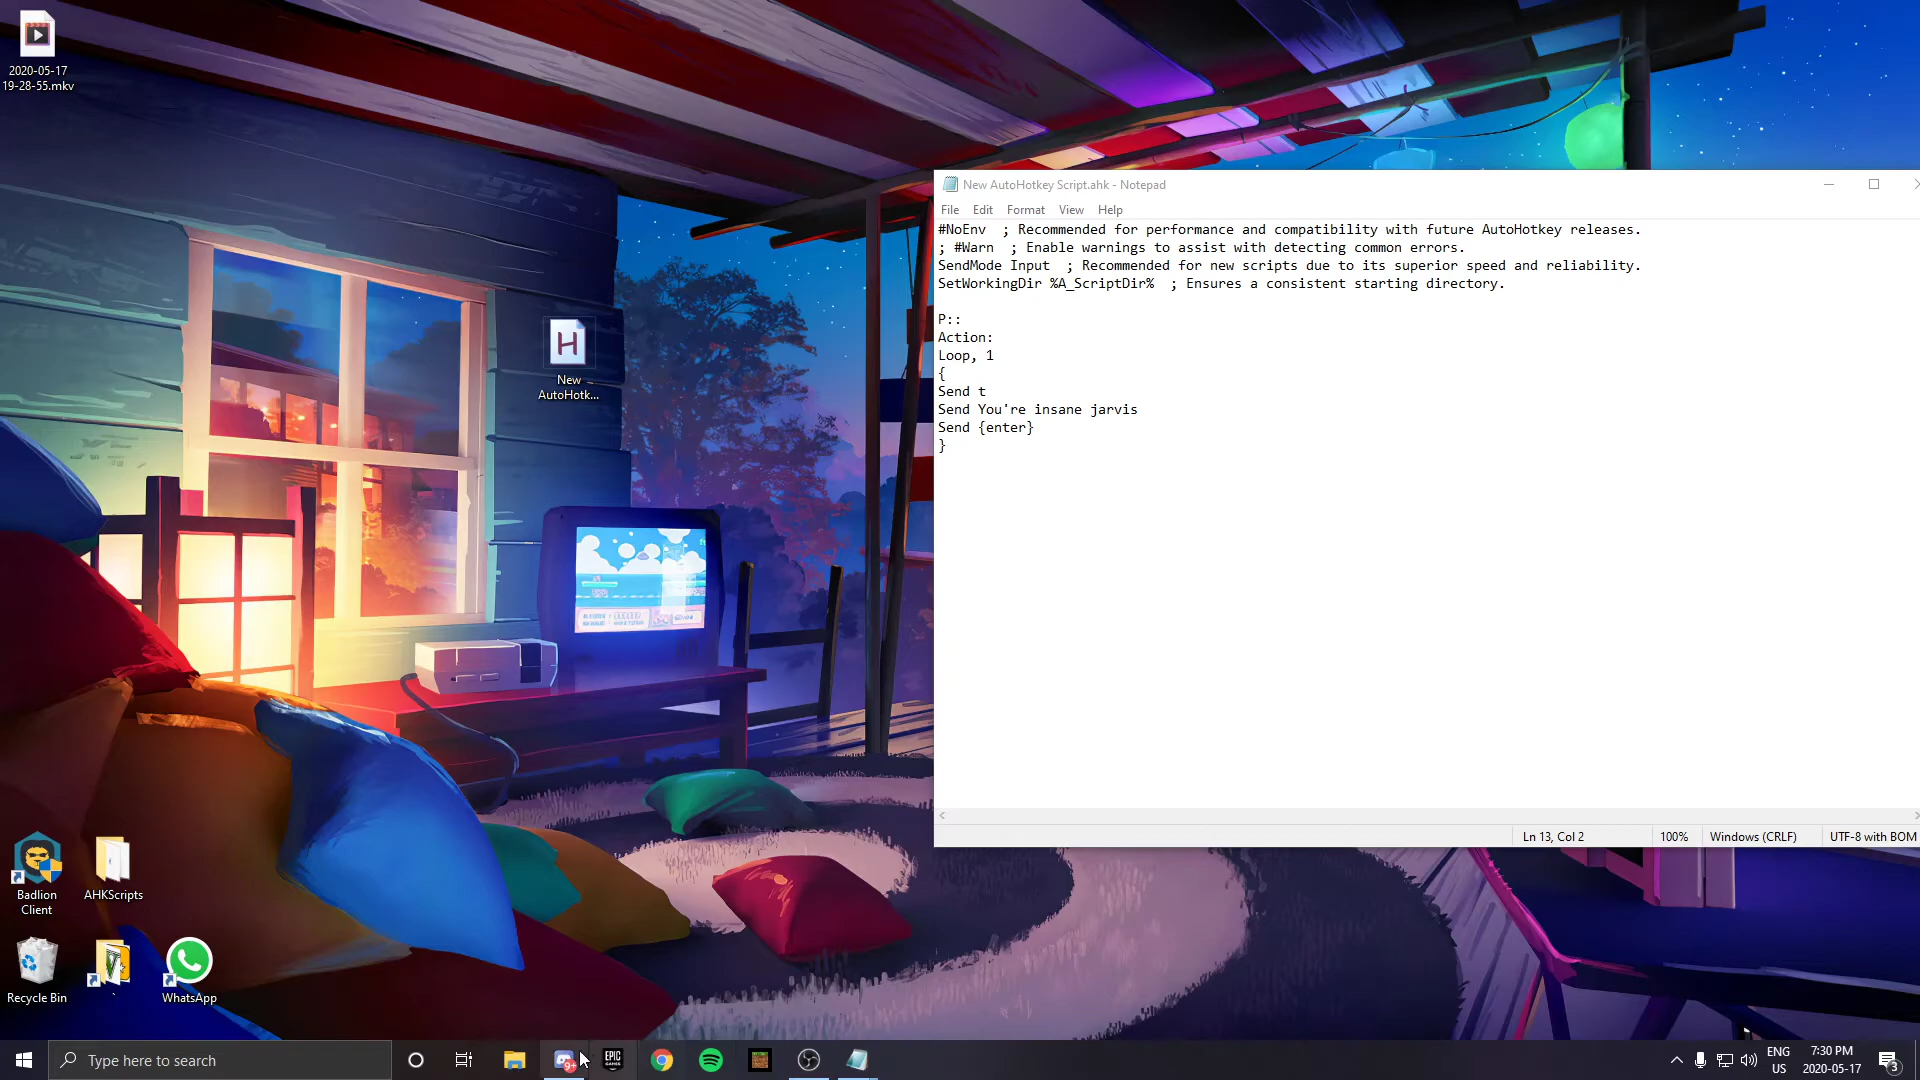 2020-05-17
19-28-55.mkv
New AutoHotkey Script.ahk - Notepad
File Edit Format View Help
#NoEnv  ; Recommended for performance and compatibility with future AutoHotkey releases.
; #Warn  ; Enable warnings to assist with detecting common errors.
SendMode Input  ; Recommended for new scripts due to its superior speed and reliability.
SetWorkingDir %A_ScriptDir%  ; Ensures a consistent starting directory.
P::
Action:
Loop, 1
{
Send t
Send You're insane jarvis
Send {enter}
}
Ln 13, Col 2
100%
Windows (CRLF)
UTF-8 with BOM
H
New
AutoHotk...
Badlion
Client
AHKScripts
Recycle Bin
`
WhatsApp
Type here to search
9+
EPIC
GAMES
ENG
US
7:30 PM
2020-05-17
3